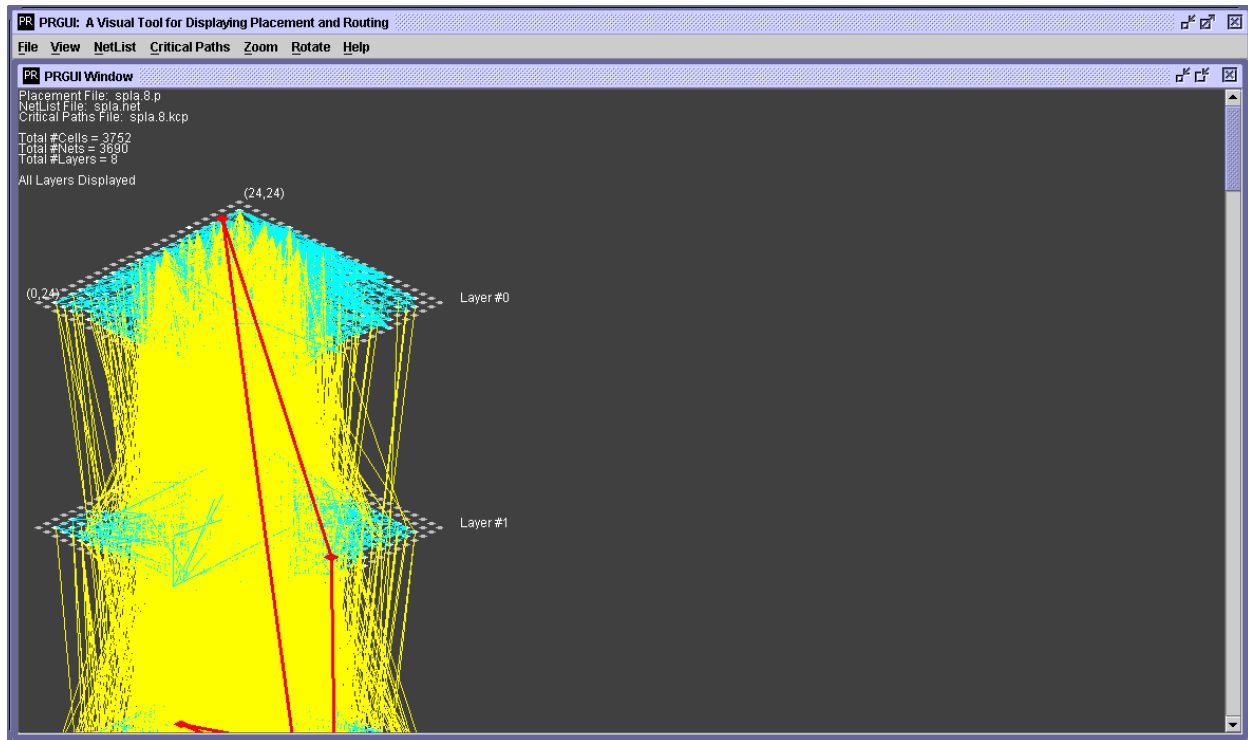 PR PRGUI: A Visual Tool for Displaying Placement and Routing
File View NetList Critical Paths Zoom Rotate Help
PR PRGUI Window
Placement File: spla.8.p
NetList File: spla.net
Critical Paths File: spla.8.kcp
Total #Cells = 3752
Total #Nets = 3690
Total #Layers = 8
All Layers Displayed
(24,24)
(0,24)
Layer #0
Layer #1